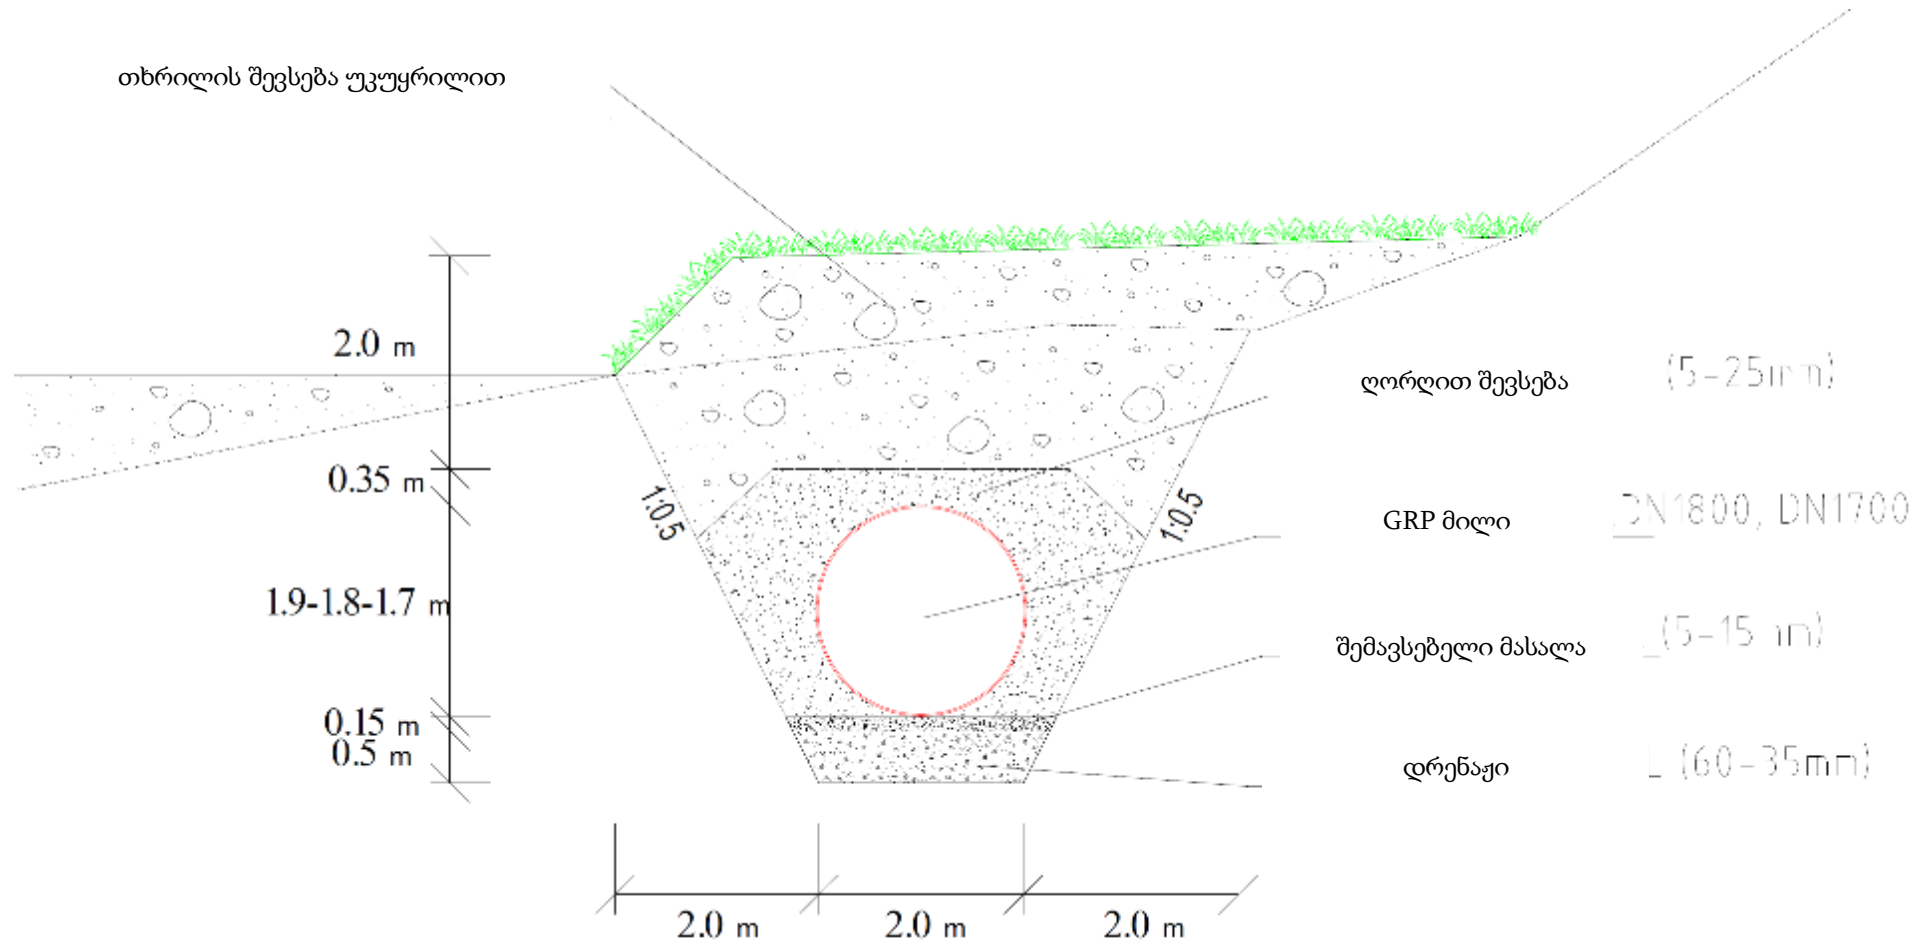 თხრილის შევსება უკუყრილით
2.0 m
ღორღით შევსება (5-25mm)
0.35 m
1:0.5
1:0.5
GRP მილი DN1800, DN1700
1.9-1.8-1.7 m
შემავსებელი მასალა (5-15 mm)
0.15 m
0.5 m
დრენაჟი (60-35mm)
2.0 m 2.0 m 2.0 m